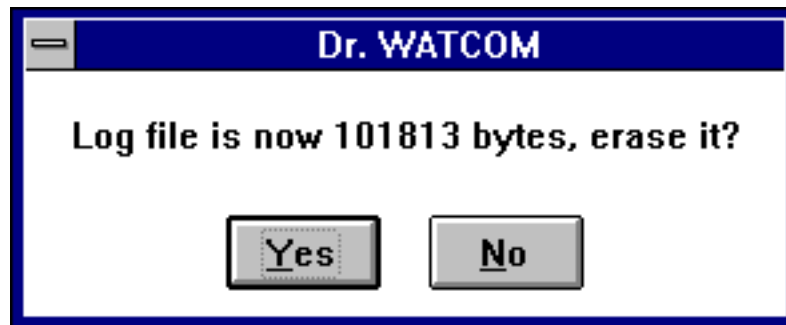 Dr. WATCOM
Log file is now 101813 bytes, erase it?
Yes No